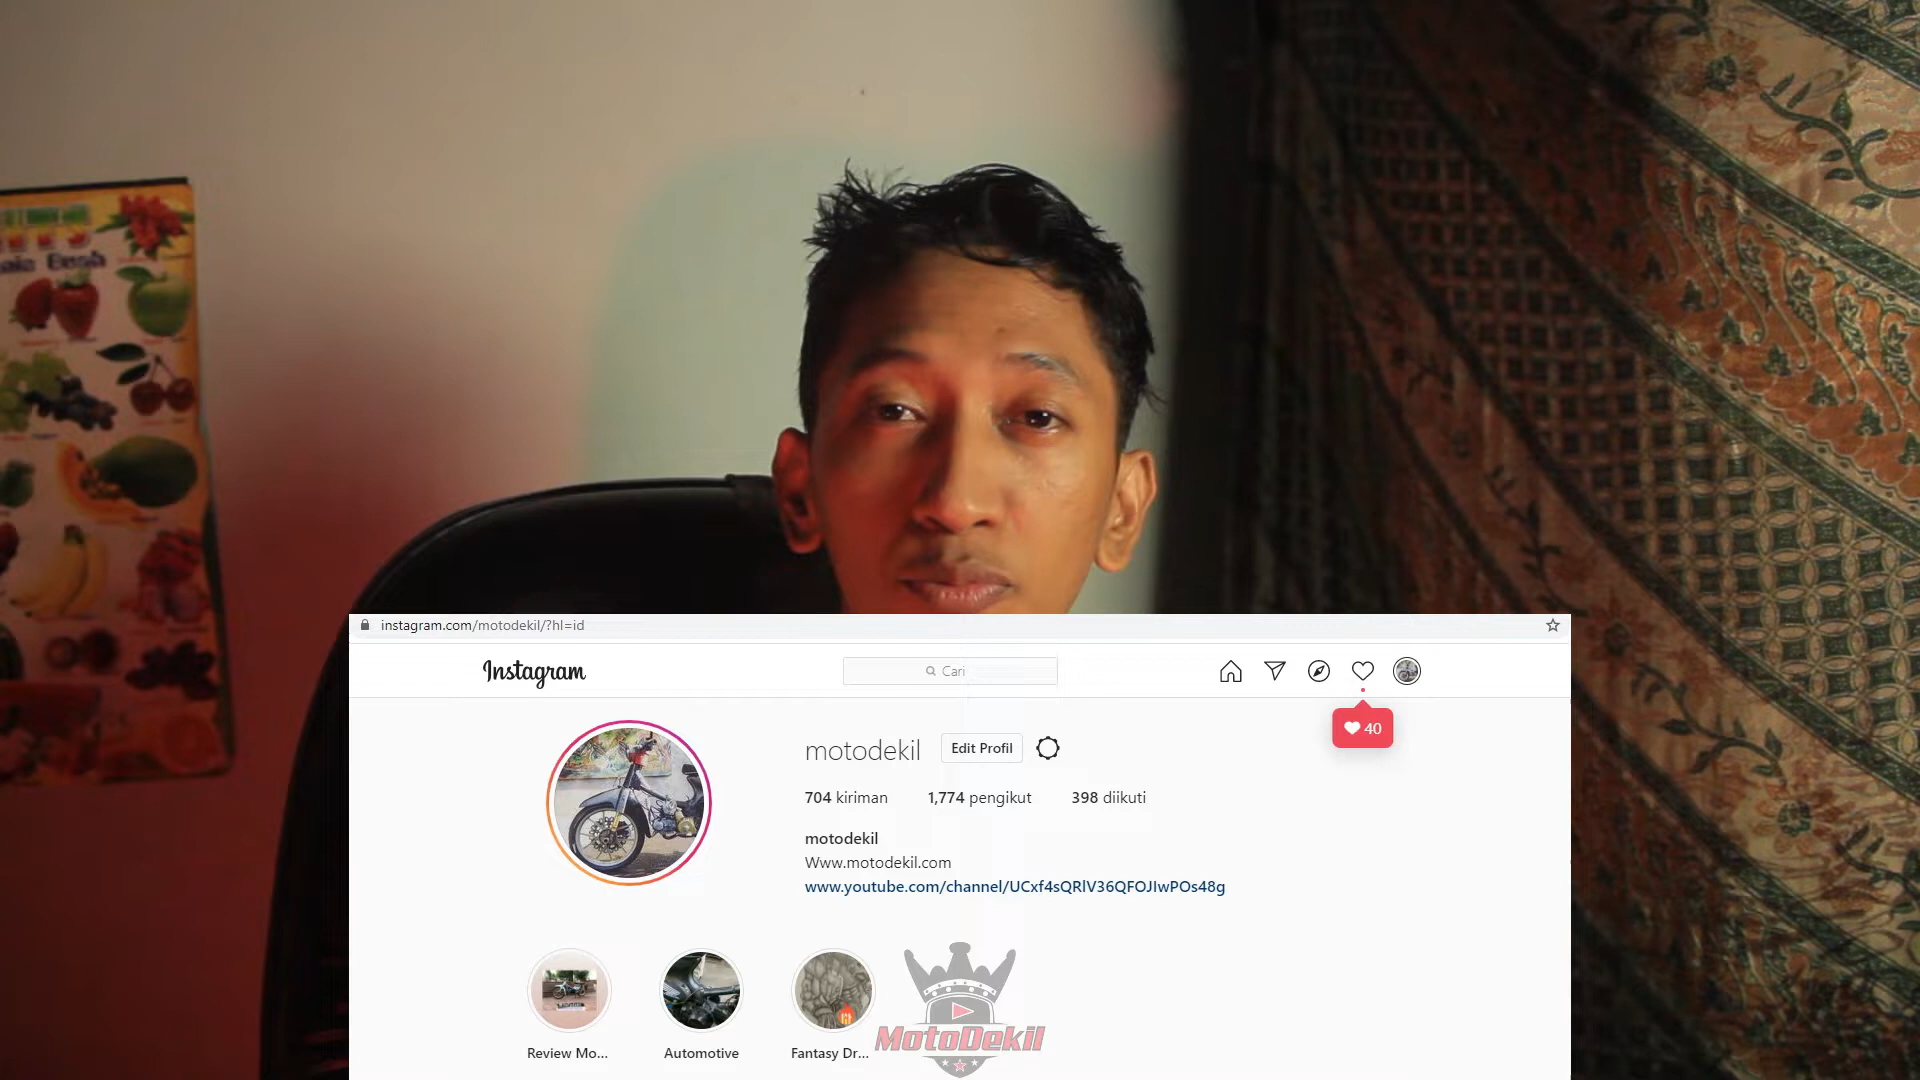 instagram.com/motodekil/?hl=id
Instagram
Cari
40
motodekil
Edit Profil
704 kiriman 1,774 pengikut 398 diikuti
motodekil
Www.motodekil.com
www.youtube.com/channel/UCxf4sQRlV36QFOJIwPOs48g
Review Mo...
Automotive
Fantasy Dr...
MotoDekil